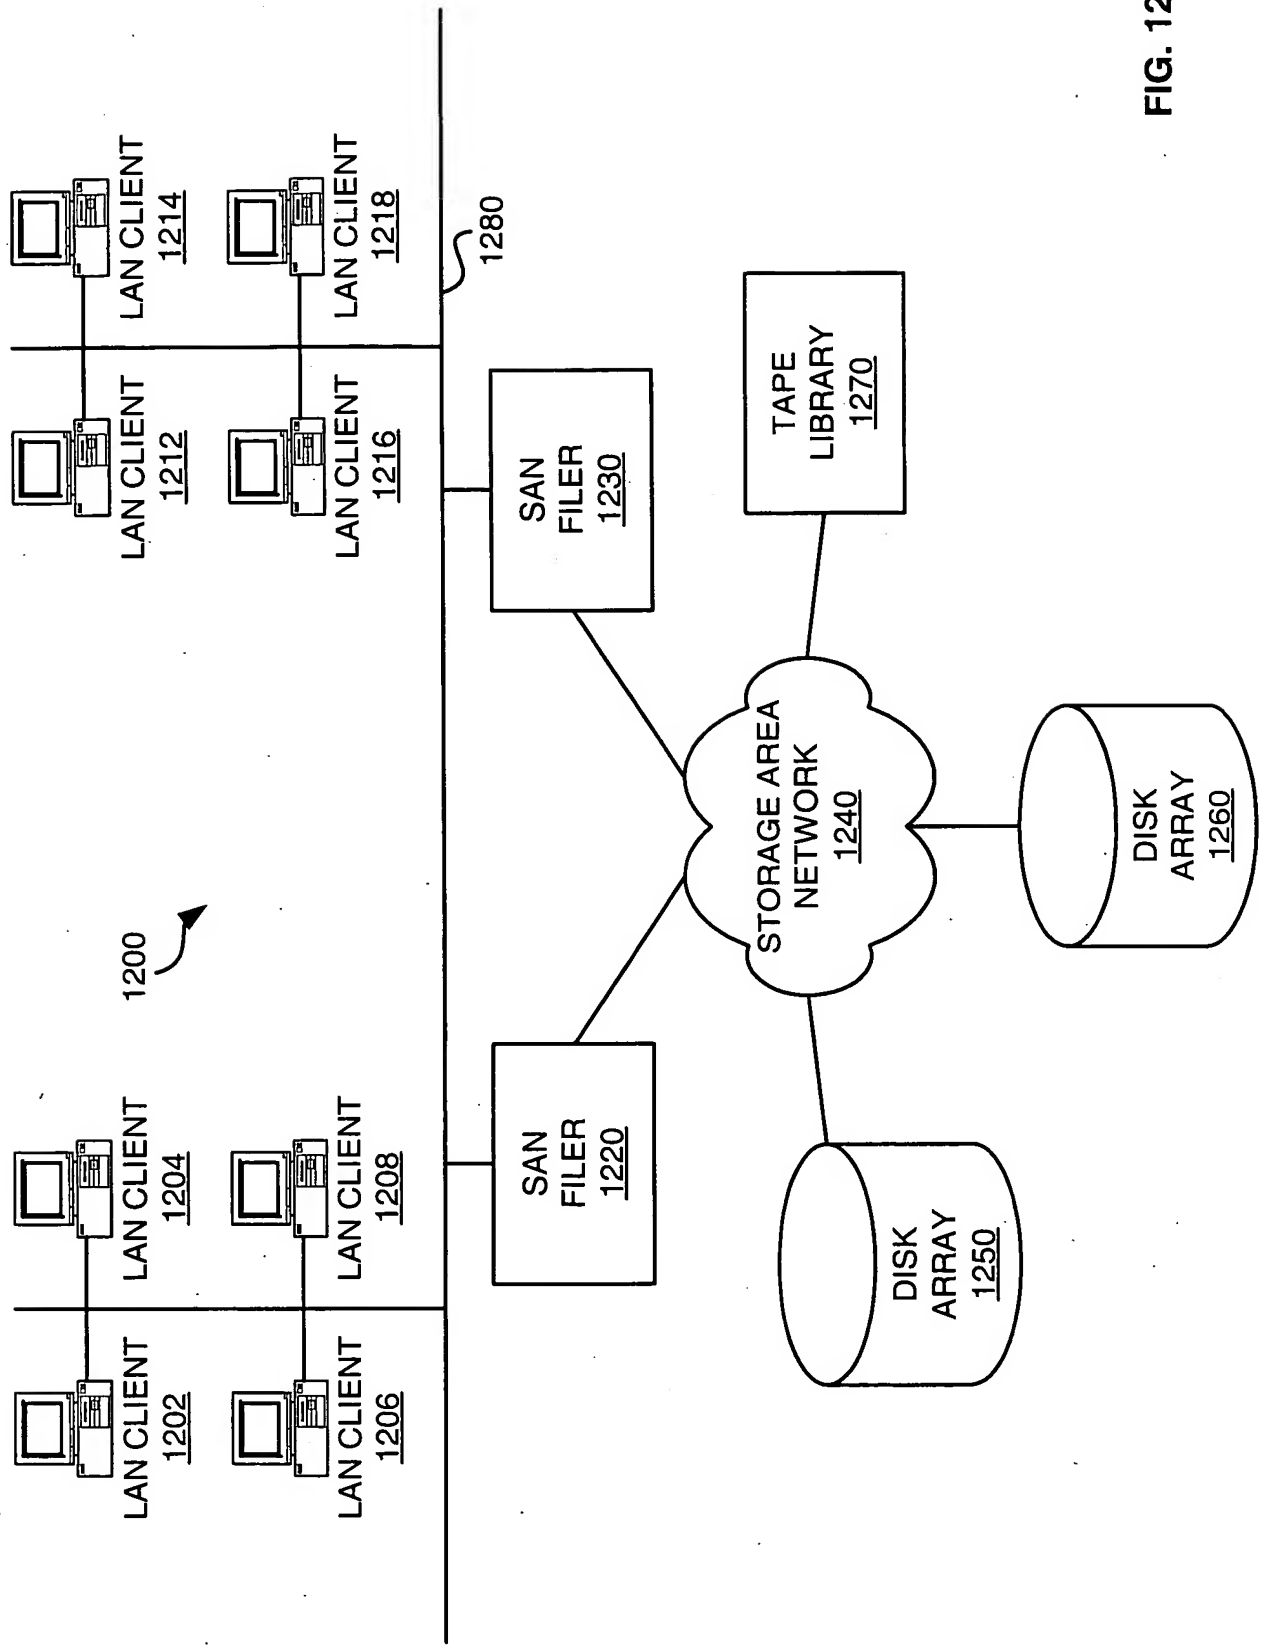 1200
LAN CLIENT
1202
LAN CLIENT
1204
LAN CLIENT
1212
LAN CLIENT
1214
LAN CLIENT
1206
LAN CLIENT
1208
LAN CLIENT
1216
LAN CLIENT
1218
1280
SAN
FILER
1220
SAN
FILER
1230
STORAGE AREA
NETWORK
1240
DISK
ARRAY
1250
DISK
ARRAY
1260
TAPE
LIBRARY
1270
FIG. 12